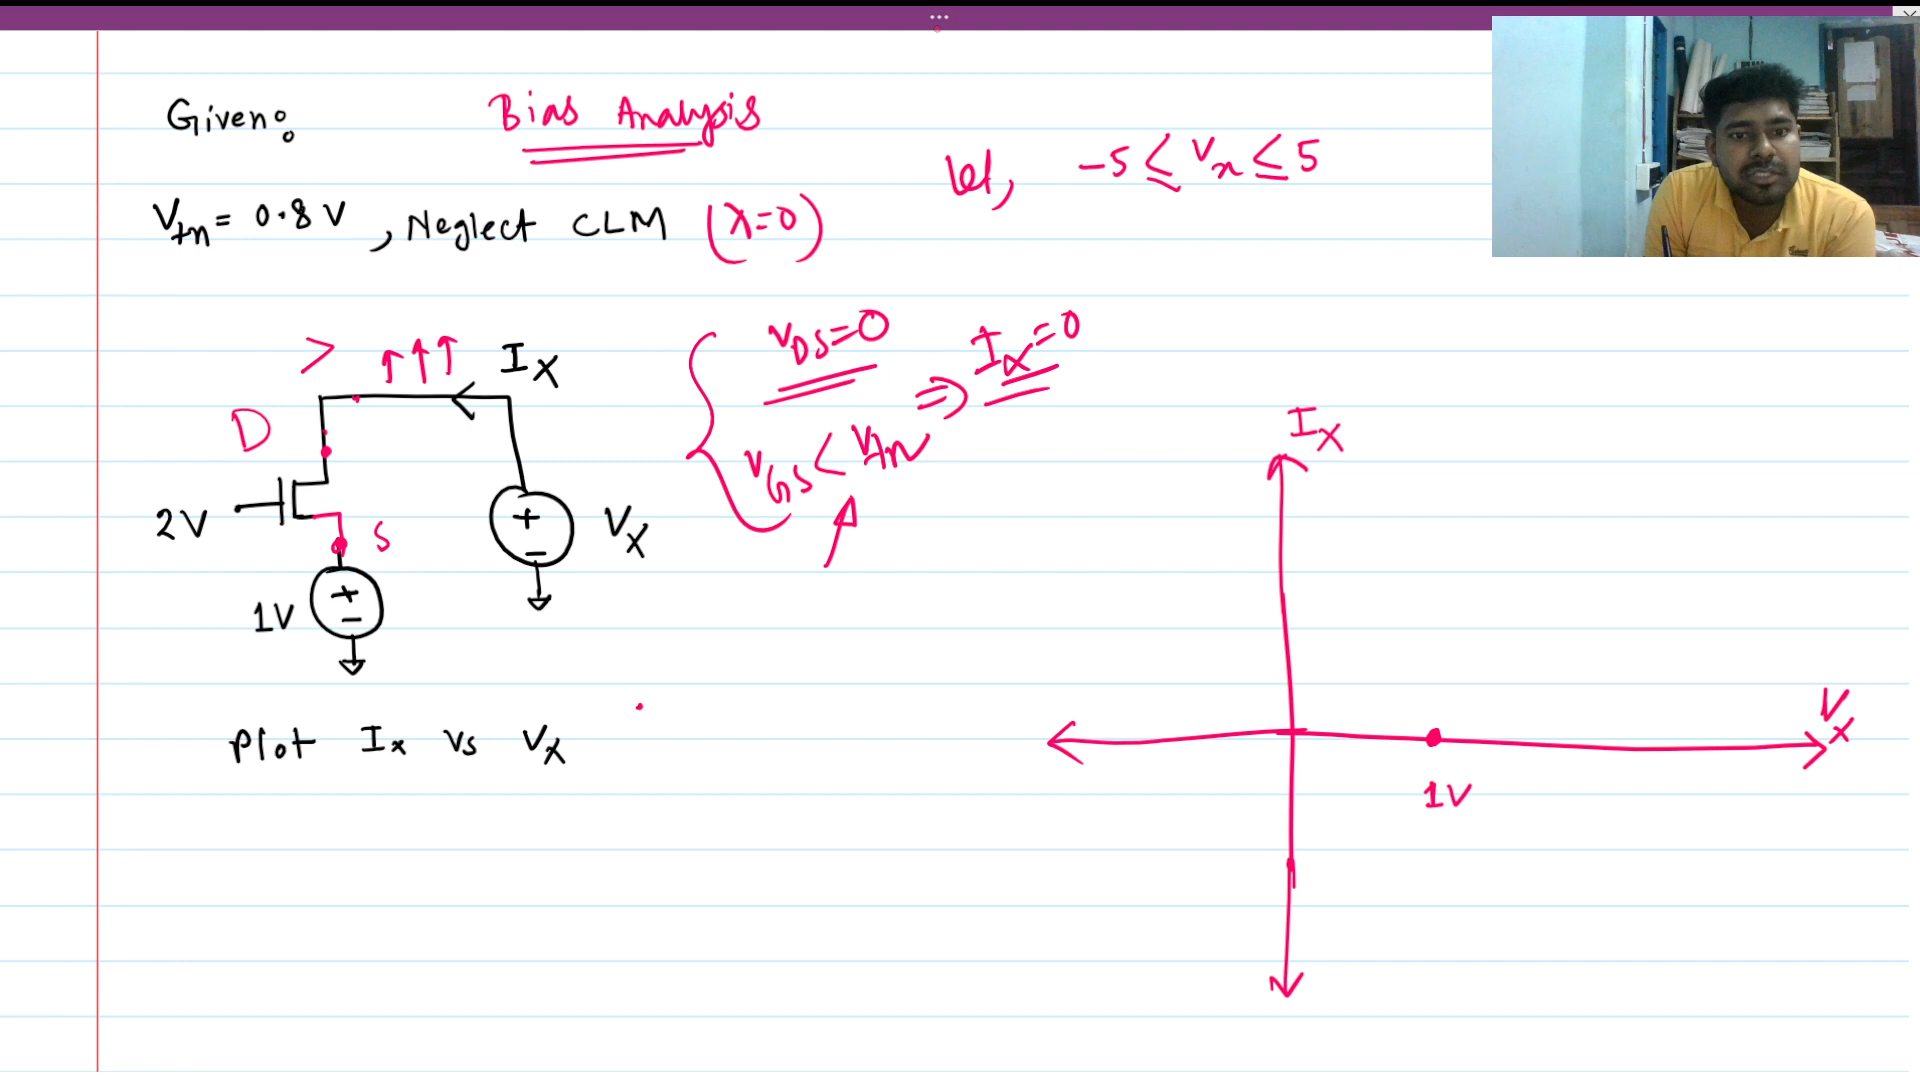 Given:
Bias Analysis
Let, -5 ≤ Vx ≤ 5
Vtn = 0.8 V, Neglect CLM (λ=0)
> ↑↑↑ IX
VDS=0 ⇒ Ix=0
VGS < Vtn
D
2V
S
+ -
VX
+ -
1V
Plot Ix vs VX
IX
VX
1V